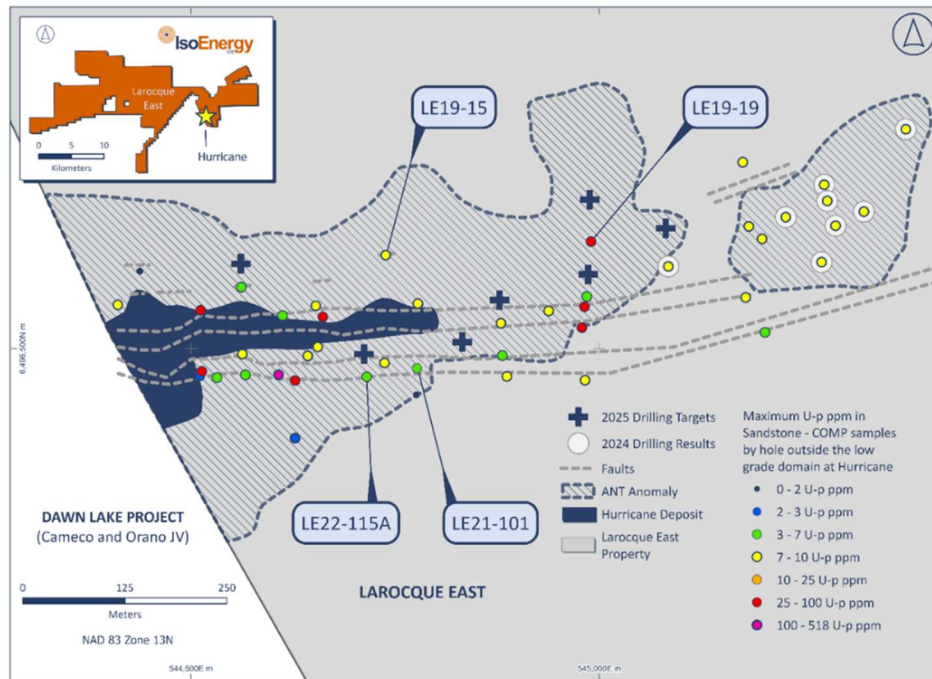 IsoEnergy
Larocque
East
Hurricane
0 5 10
Kilometers
LE19-15
LE19-19
6,496,500N m
LE22-115A
LE21-101
DAWN LAKE PROJECT
(Cameco and Orano JV)
0 125 250
Meters
NAD 83 Zone 13N
LAROCQUE EAST
544,500E m
545,000E m
2025 Drilling Targets
2024 Drilling Results
Faults
ANT Anomaly
Hurricane Deposit
Larocque East
Property
Maximum U-p ppm in
Sandstone - COMP samples
by hole outside the low
grade domain at Hurricane
0 - 2 U-p ppm
2 - 3 U-p ppm
3 - 7 U-p ppm
7 - 10 U-p ppm
10 - 25 U-p ppm
25 - 100 U-p ppm
100 - 518 U-p ppm